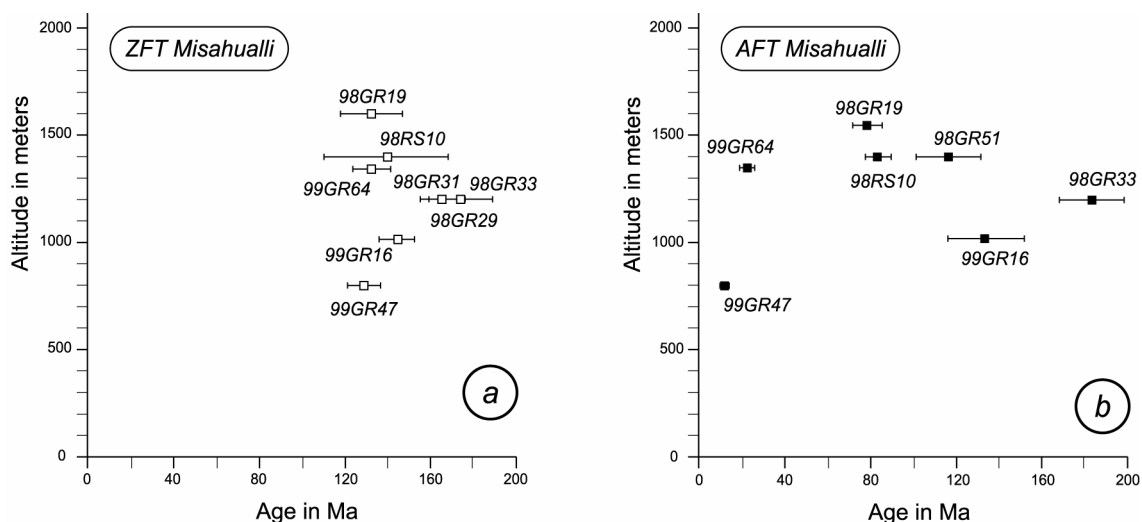 ZFT Misahualli
2000
1500
1000
500
0
Altitude in meters
98GR19
98RS10
99GR64
98GR31
98GR33
98GR29
99GR16
99GR47
a
0
40
80
120
160
200
Age in Ma
AFT Misahualli
2000
1500
1000
500
0
Altitude in meters
98GR19
99GR64
98GR51
98RS10
98GR33
99GR16
99GR47
b
0
40
80
120
160
200
Age in Ma